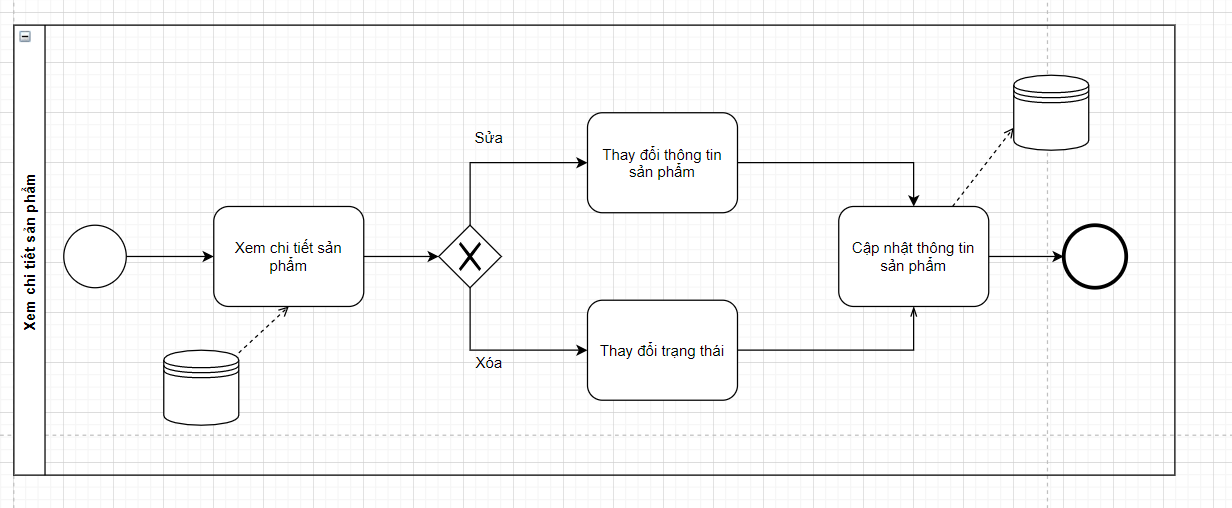 Xem chi tiết sản phẩm
Xem chi tiết sản
phẩm
Sửa
Thay đổi thông tin
sản phẩm
Xóa
Thay đổi trạng thái
Cập nhật thông tin
sản phẩm